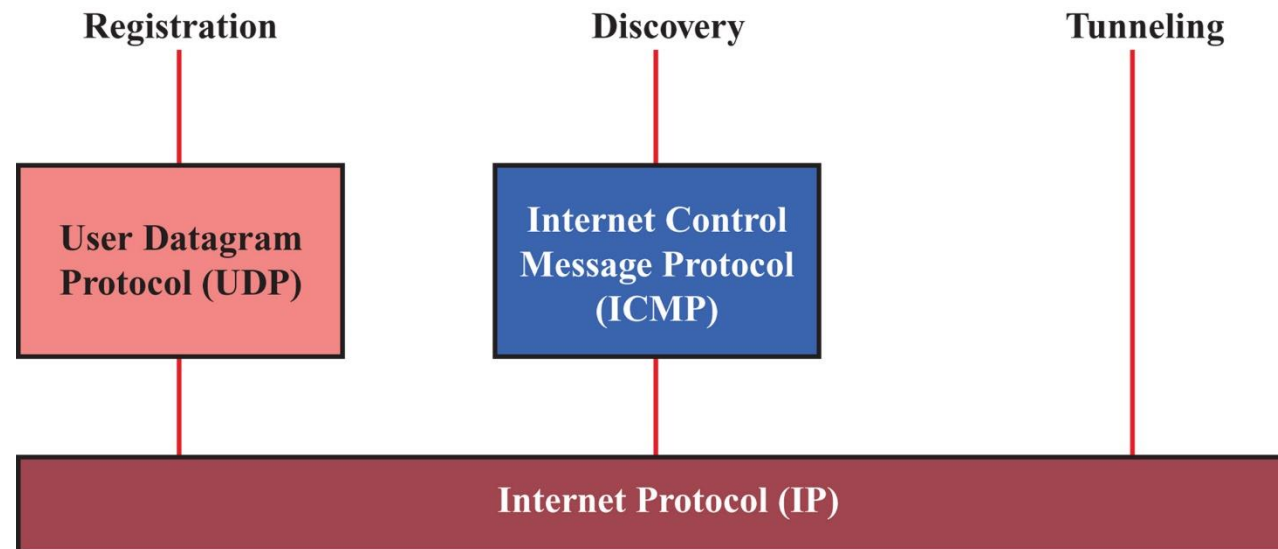 Registration
Discovery
Tunneling
User Datagram
Protocol (UDP)
Internet Control
Message Protocol
(ICMP)
Internet Protocol (IP)